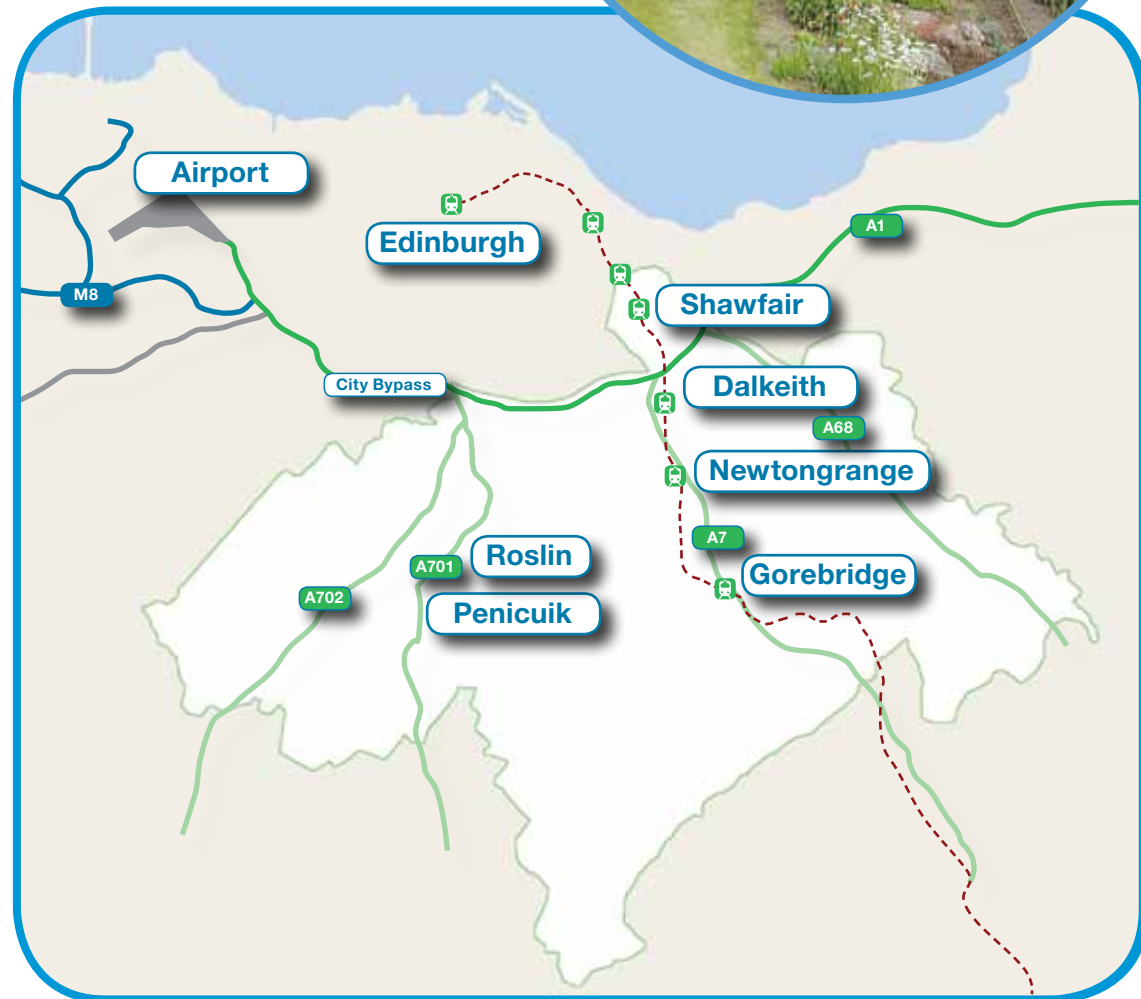 Airport
Edinburgh
A1
M8
Shawfair
City Bypass
Dalkeith
A68
Newtongrange
A7
Roslin
A701
Gorebridge
A702
Penicuik